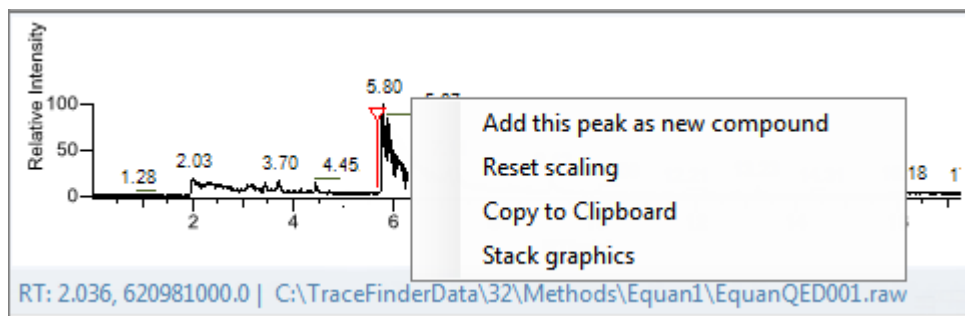 Relative Intensity
100
50
0
1.28
2.03
3.70
4.45
5.80
2
4
6
Add this peak as new compound
Reset scaling
Copy to Clipboard
Stack graphics
18
RT: 2.036, 620981000.0 | C:\TraceFinderData\32\Methods\Equan1\EquanQED001.raw